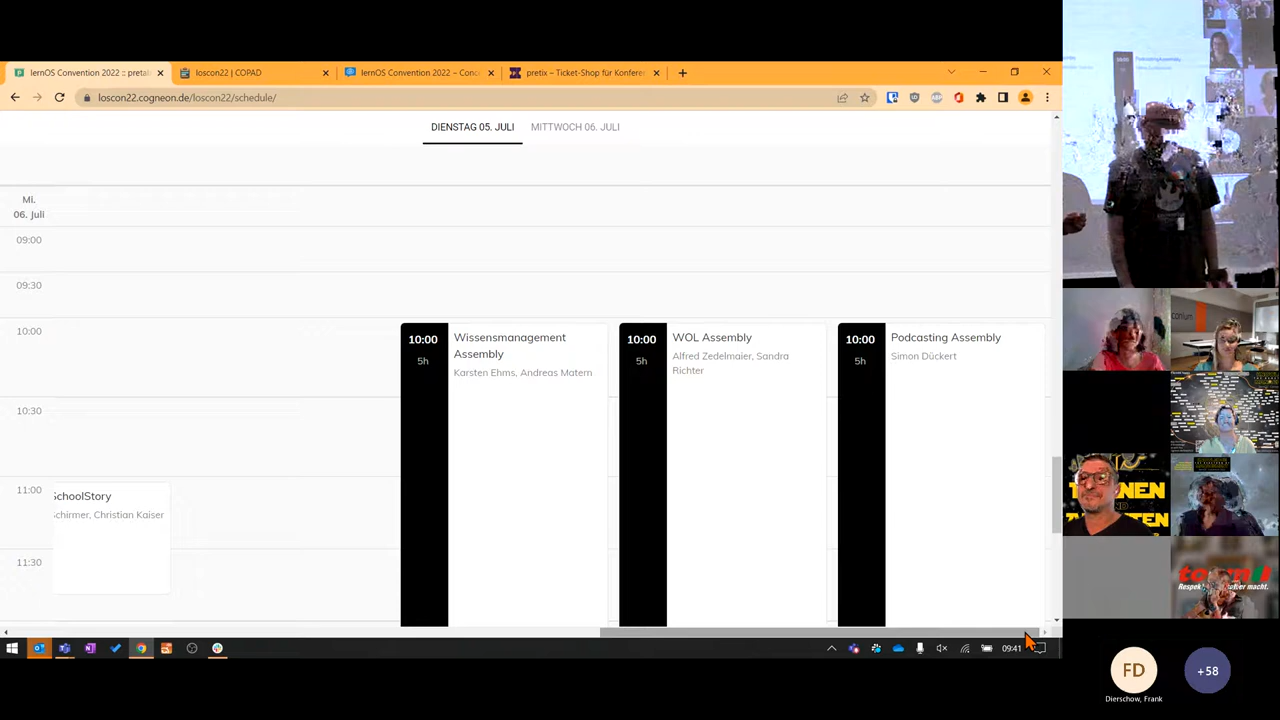 lernOS Convention 2022 :: preta
loscon22 | COPAD
lernOS Convention 2022 – Conc
pretix – Ticket-Shop für Konfere
loscon22.cogneon.de/loscon22/schedule/
DIENSTAG 05. JULI
MITTWOCH 06. JULI
MI.
06. Juli
09:00
09:30
10:00
10:00
5h
Wissensmanagement
Assembly
Karsten Ehms, Andreas Matern
10:00
5h
WOL Assembly
Alfred Zedelmaier, Sandra
Richter
10:00
5h
Podcasting Assembly
Simon Dückert
10:30
11:00
SchoolStory
Schirmer, Christian Kaiser
11:30
09:41
FD
Dierschow, Frank
+58